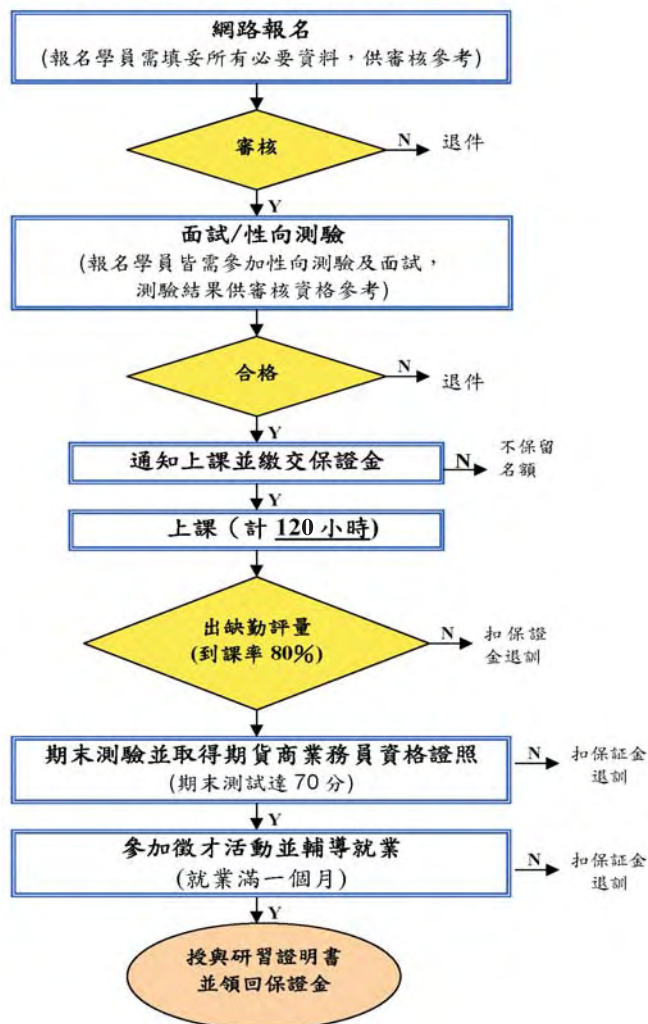 網路報名
(報名學員需填妥所有必要資料，供審核參考)
審核
N
退件
Y
面試/性向測驗
(報名學員皆需參加性向測驗及面試，
測驗結果供審核資格參考)
合格
N
退件
Y
通知上課並繳交保證金
N
不保留
名額
Y
上課（計 120 小時)
出缺勤評量
(到課率 80%)
N
扣保證
金退訓
期末測驗並取得期貨商業務員資格證照
(期末測試達 70 分)
N
扣保証金
退訓
Y
參加徵才活動並輔導就業
(就業滿一個月)
N
扣保証金
退訓
Y
授與研習證明書
並領回保證金